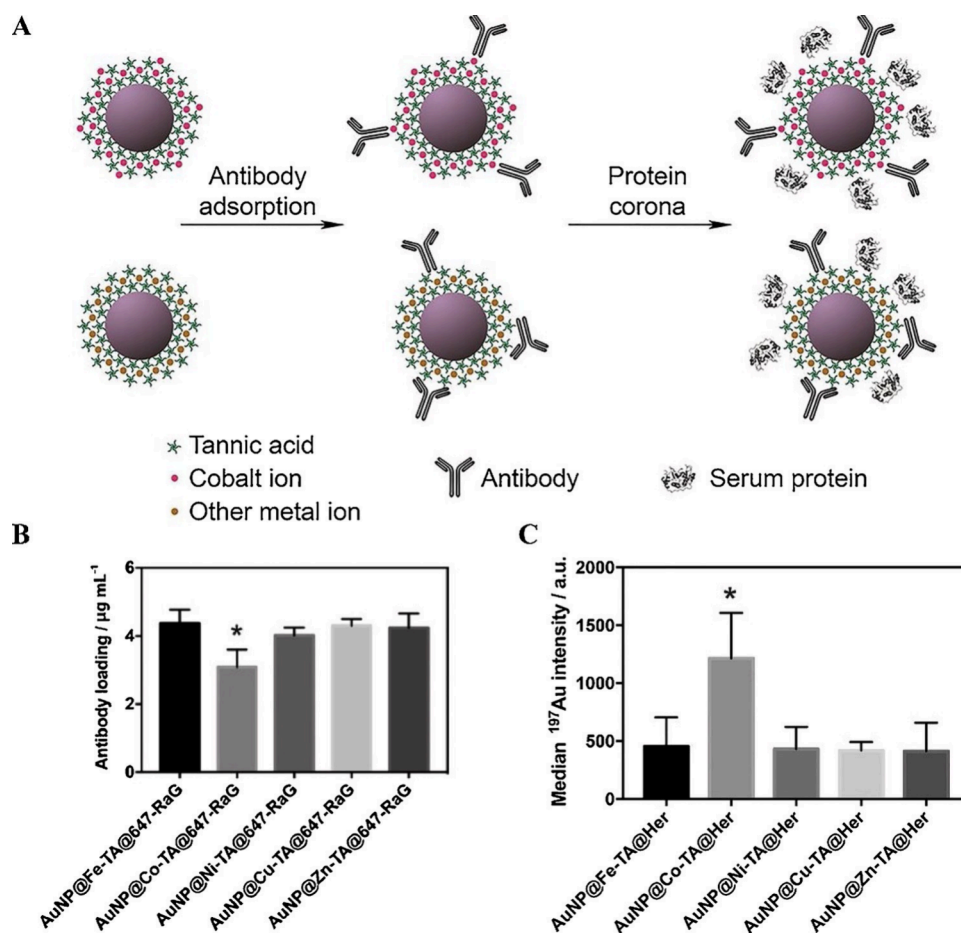 A
Antibody
adsorption
Protein
corona
Tannic acid
Cobalt ion
Other metal ion
Antibody
Serum protein
B
Antibody loading / µg mL⁻¹
6
4
2
0
*
AuNP@Fe-TA@647-RaG
AuNP@Co-TA@647-RaG
AuNP@Ni-TA@647-RaG
AuNP@Cu-TA@647-RaG
AuNP@Zn-TA@647-RaG
C
Median ¹⁹⁷Au intensity / a.u.
2000
1500
1000
500
0
*
AuNP@Fe-TA@Her
AuNP@Co-TA@Her
AuNP@Ni-TA@Her
AuNP@Cu-TA@Her
AuNP@Zn-TA@Her